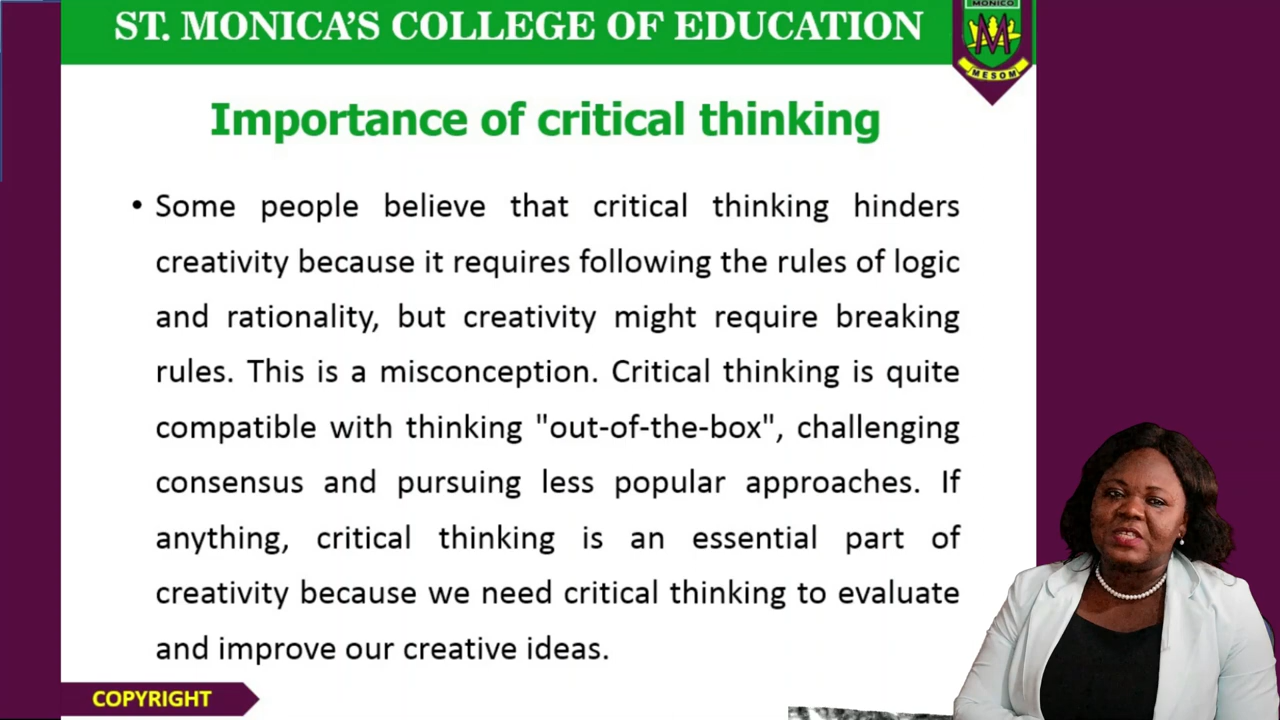 ST. MONICA'S COLLEGE OF EDUCATION
MONICO
M
MESOM
Importance of critical thinking
• Some people believe that critical thinking hinders
creativity because it requires following the rules of logic
and rationality, but creativity might require breaking
rules. This is a misconception. Critical thinking is quite
compatible with thinking "out-of-the-box", challenging
consensus and pursuing less popular approaches. If
anything, critical thinking is an essential part of
creativity because we need critical thinking to evaluate
and improve our creative ideas.
COPYRIGHT